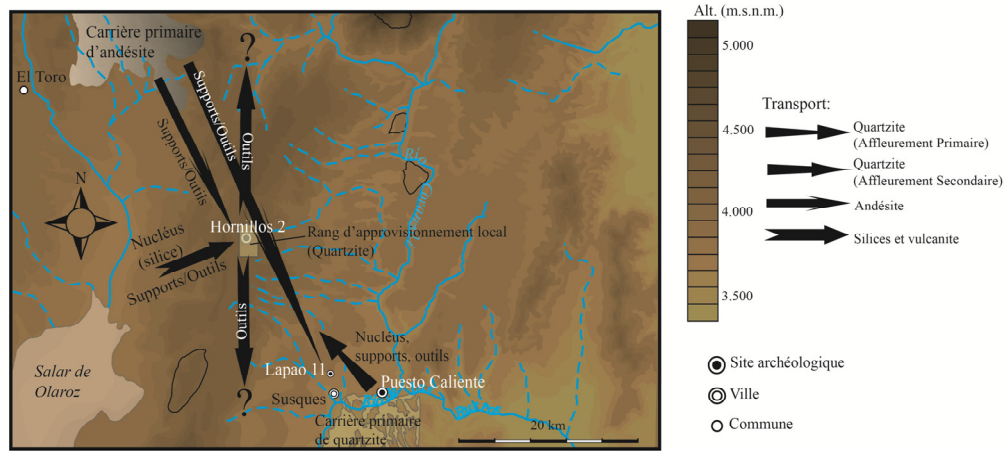 Carrière primaire
d'andésite
El Toro
?
Supports/Outils
Supports/Outils
Outils
Río
N
Hornillos 2
Rang d'approvisionnement local
(Quartzite)
Nucléus
(silice)
Supports/Outils
Outils
Nucléus,
supports, outils
Salar de
Olaroz
Lapao 11
Puesto Caliente
Susques
?
Carrière primaire
de quartzite
20 km
Alt. (m.s.n.m.)
5.000
4.500
4.000
3.500
Transport:
Quartzite
(Affleurement Primaire)
Quartzite
(Affleurement Secondaire)
Andésite
Silices et vulcanite
Site archéologique
Ville
Commune